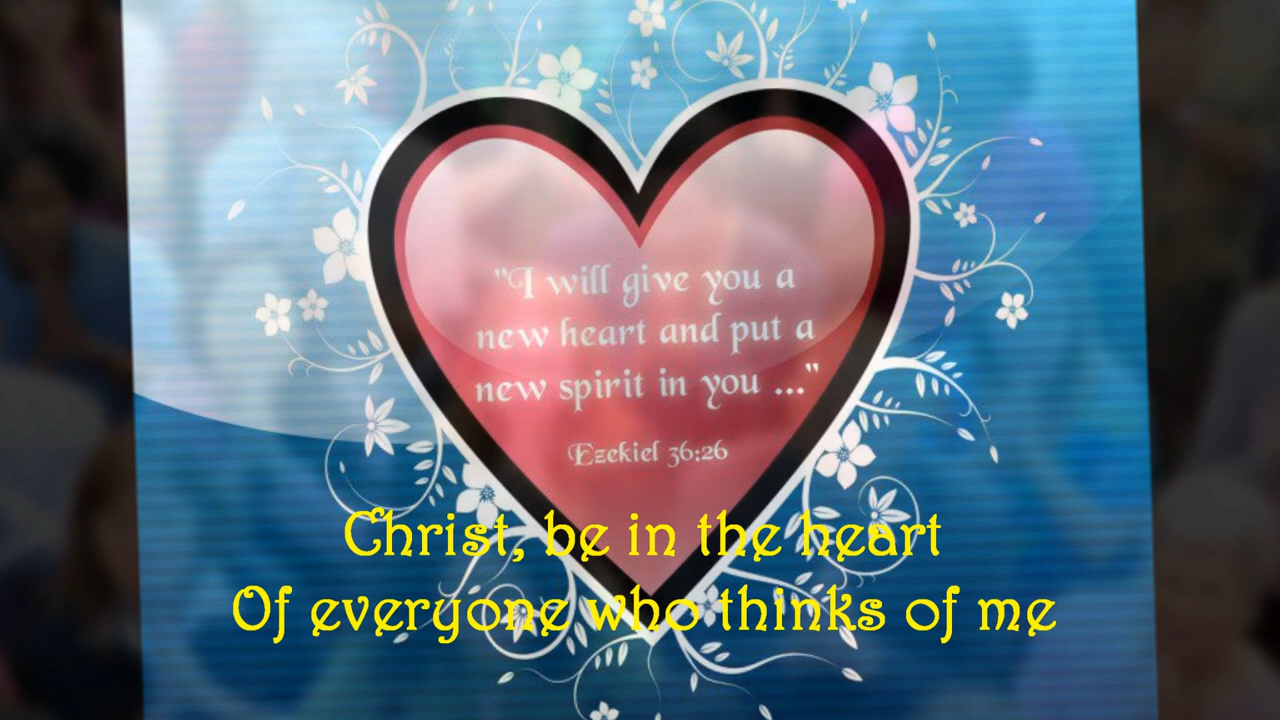 "I will give you a
new heart and put a
new spirit in you ..."
Ezekiel 36:26
Christ, be in the heart
Of everyone who thinks of me